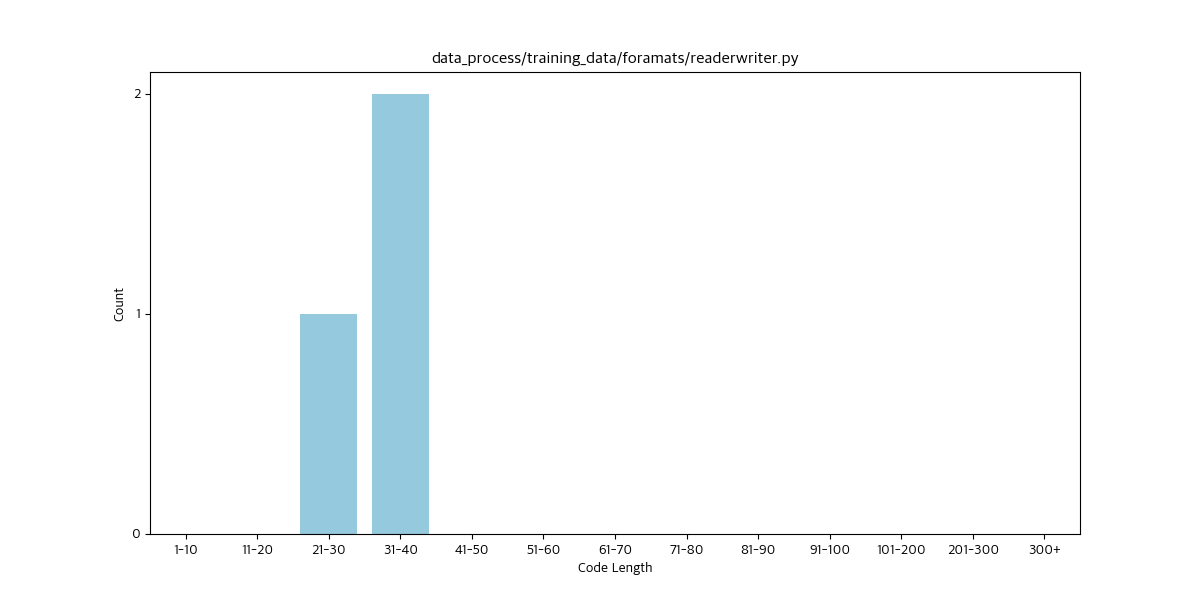 data_process/training_data/foramats/readerwriter.py
2
1
0
Count
1-10 11-20 21-30 31-40 41-50 51-60 61-70 71-80 81-90 91-100 101-200 201-300 300+
Code Length